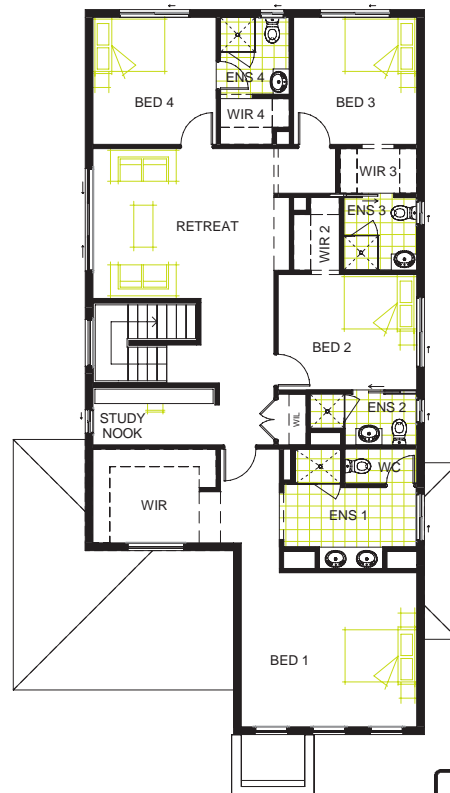 ENS 4
BED 4
BED 3
WIR 4
WIR 3
ENS 3
RETREAT
WIR 2
BED 2
ENS 2
STUDY
NOOK
WIL
WC
WIR
ENS 1
BED 1